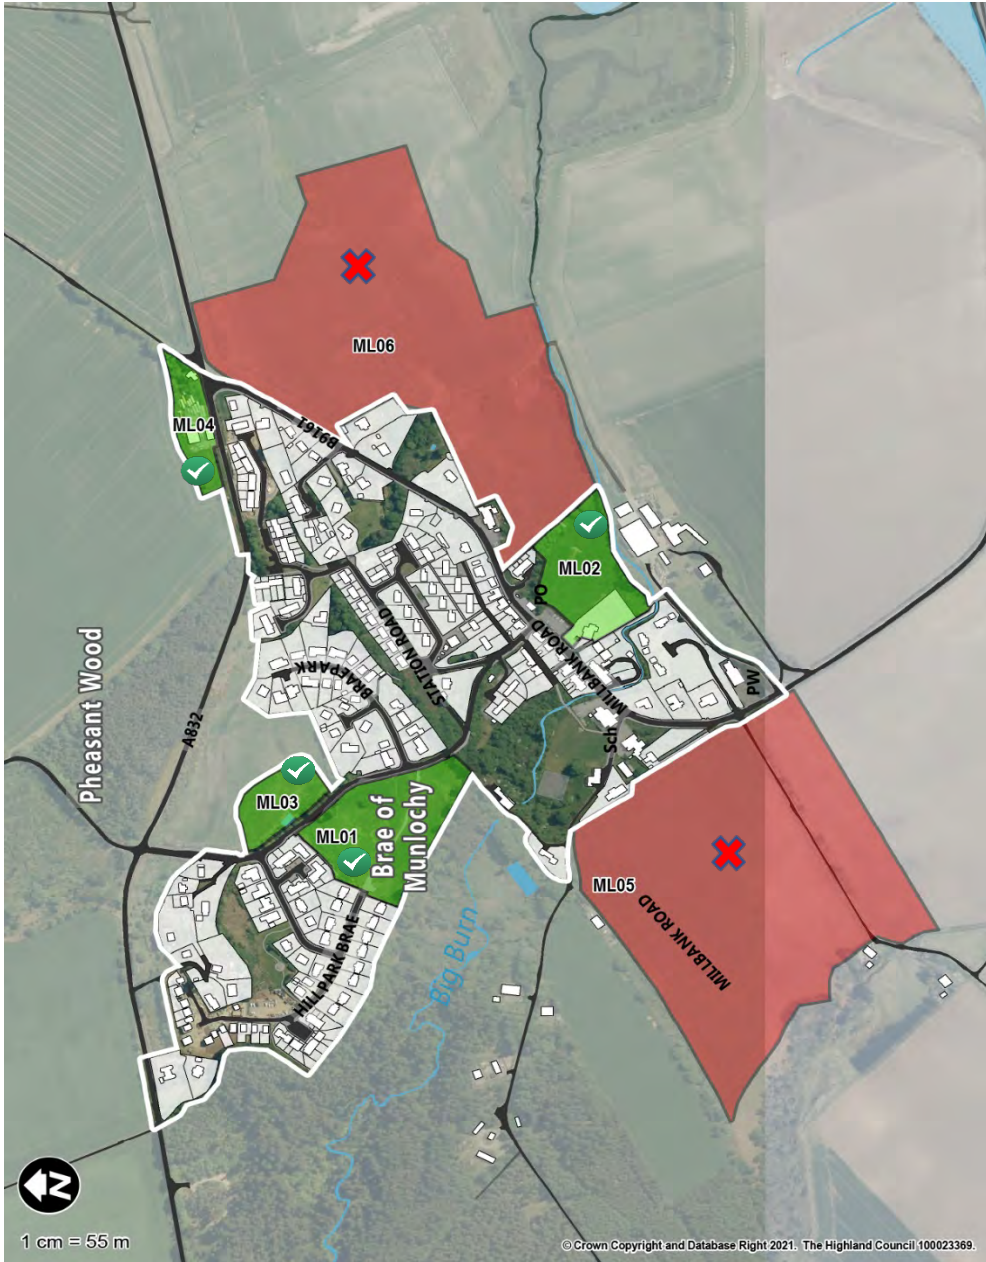 ML06
ML04
B9161
ML02
PO
Pheasant Wood
A832
BRAEPARK
STATION ROAD
MILLBANK ROAD
PW
Sch
ML03
ML01
Brae of
Munlochy
ML05
MILLBANK ROAD
HILLPARK BRAE
Big Burn
N
1 cm = 55 m
© Crown Copyright and Database Right 2021. The Highland Council 100023369.